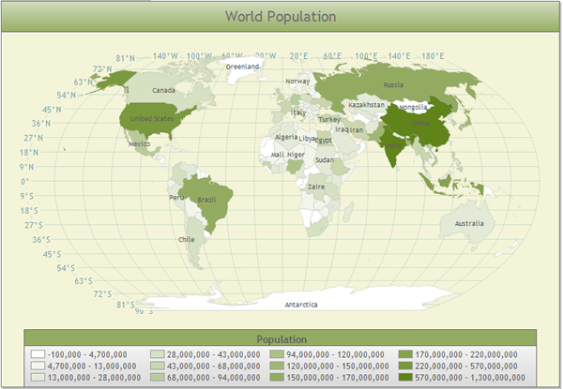 World Population
81°N 140°W 100°W 60°W 20°W 20°E 60°E 100°E 140°E 180°E
73°N
63°N
54°N
45°N
36°N
27°N
18°N
9°N
0°
9°S
18°S
27°S
36°S
45°S
54°S
63°S
72°S
81°S
90°S
Greenland
Norway
Canada
Russia
Kazakhstan
Mongolia
United States
Italy
Turkey
China
Mexico
Algeria Libya Egypt
Iraq Iran
India
Mali Niger
Sudan
Zaire
Peru
Brazil
Australia
Chile
Antarctica
Population
-100,000 - 4,700,000 28,000,000 - 43,000,000 94,000,000 - 120,000,000 170,000,000 - 220,000,000
4,700,000 - 13,000,000 43,000,000 - 68,000,000 120,000,000 - 150,000,000 220,000,000 - 570,000,000
13,000,000 - 28,000,000 68,000,000 - 94,000,000 150,000,000 - 170,000,000 570,000,000 - 1,300,000,000